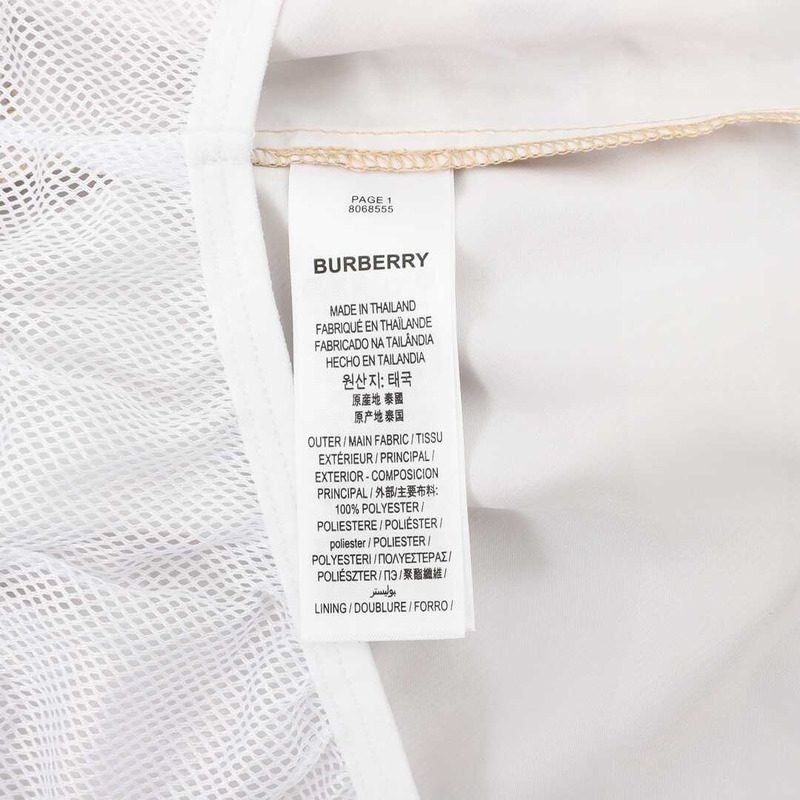 PAGE 1
8068555
BURBERRY
MADE IN THAILAND
FABRIQUÉ EN THAÏLANDE
FABRICADO NA TAILÂNDIA
HECHO EN TAILANDIA
원산지: 태국
原產地 泰國
原产地 泰国
OUTER / MAIN FABRIC / TISSU
EXTÉRIEUR / PRINCIPAL /
EXTERIOR - COMPOSICION
PRINCIPAL / 外部/主要布料:
100% POLYESTER /
POLIESTERE / POLIÉSTER /
poliester / POLIESTER /
POLYESTERI / ΠΟΛΥΕΣΤΕΡΑΣ /
POLIÉSZTER / ПЭ / 聚酯纖維 /
بوليستر
LINING / DOUBLURE / FORRO /